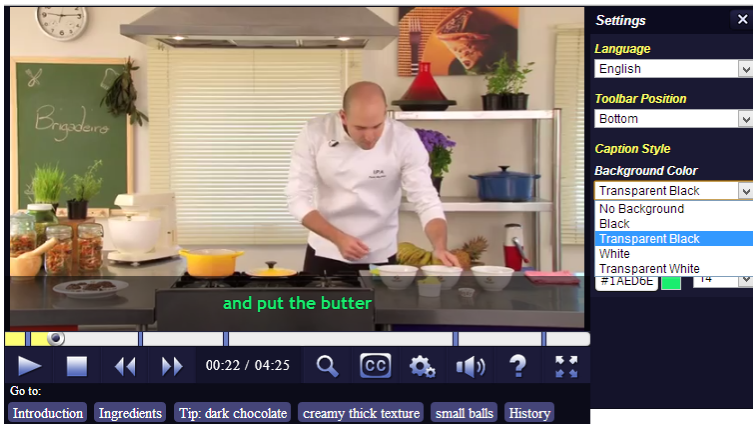 Brigadeiro
and put the butter
00:22 / 04:25
CC
?
Go to:
Introduction
Ingredients
Tip: dark chocolate
creamy thick texture
small balls
History
Settings
X
Language
English
Toolbar Position
Bottom
Caption Style
Background Color
Transparent Black
No Background
Black
Transparent Black
White
Transparent White
#1AED6E
14